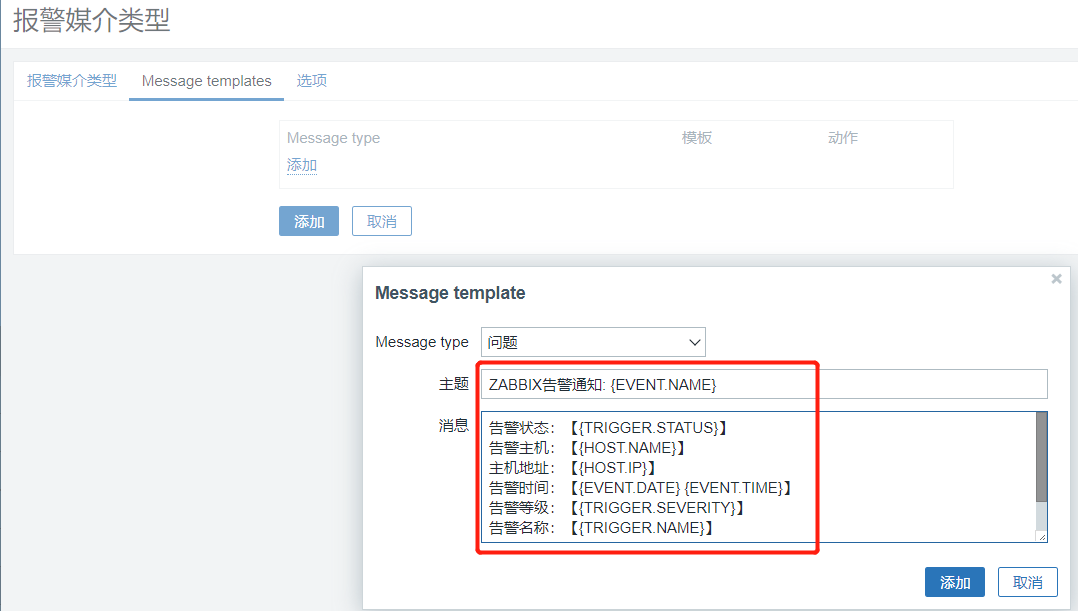 报警媒介类型
报警媒介类型 Message templates 选项
Message type 模板 动作
添加
添加 取消
Message template
Message type 问题
主题 ZABBIX告警通知: {EVENT.NAME}
消息 告警状态：【{TRIGGER.STATUS}】
告警主机：【{HOST.NAME}】
主机地址：【{HOST.IP}】
告警时间：【{EVENT.DATE} {EVENT.TIME}】
告警等级：【{TRIGGER.SEVERITY}】
告警名称：【{TRIGGER.NAME}】
添加 取消